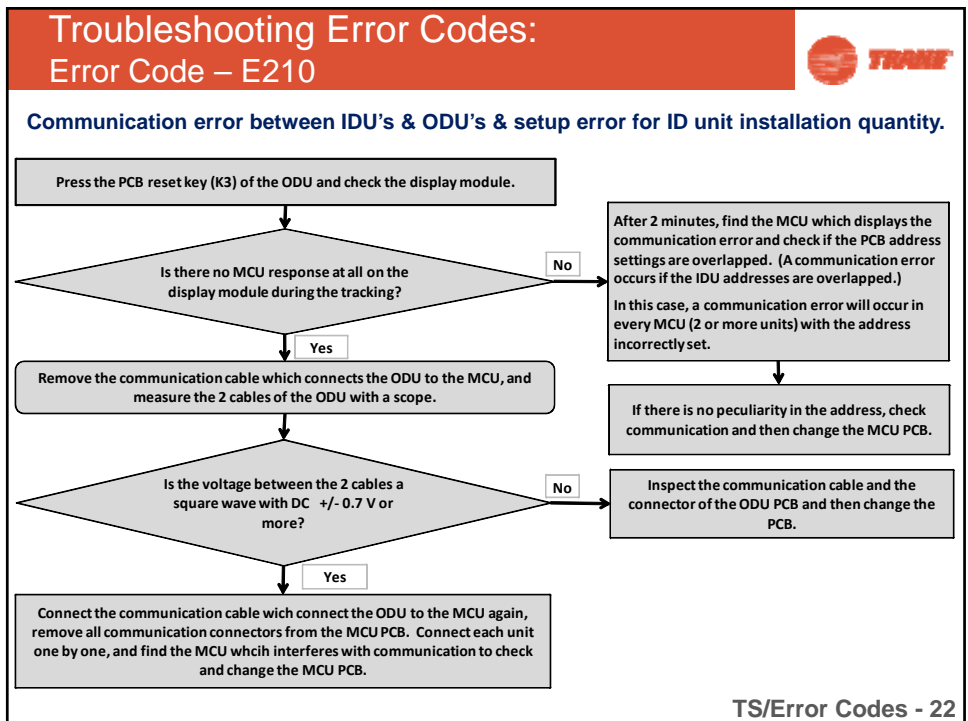 Troubleshooting Error Codes:
Error Code – E210
TRANE
Communication error between IDU's & ODU's & setup error for ID unit installation quantity.
Press the PCB reset key (K3) of the ODU and check the display module.
Is there no MCU response at all on the
display module during the tracking?
No
After 2 minutes, find the MCU which displays the
communication error and check if the PCB address
settings are overlapped. (A communication error
occurs if the IDU addresses are overlapped.)
In this case, a communication error will occur in
every MCU (2 or more units) with the address
incorrectly set.
Yes
Remove the communication cable which connects the ODU to the MCU, and
measure the 2 cables of the ODU with a scope.
If there is no peculiarity in the address, check
communication and then change the MCU PCB.
Is the voltage between the 2 cables a
square wave with DC +/- 0.7 V or
more?
No
Inspect the communication cable and the
connector of the ODU PCB and then change the
PCB.
Yes
Connect the communication cable wich connect the ODU to the MCU again,
remove all communication connectors from the MCU PCB. Connect each unit
one by one, and find the MCU whcih interferes with communication to check
and change the MCU PCB.
TS/Error Codes - 22